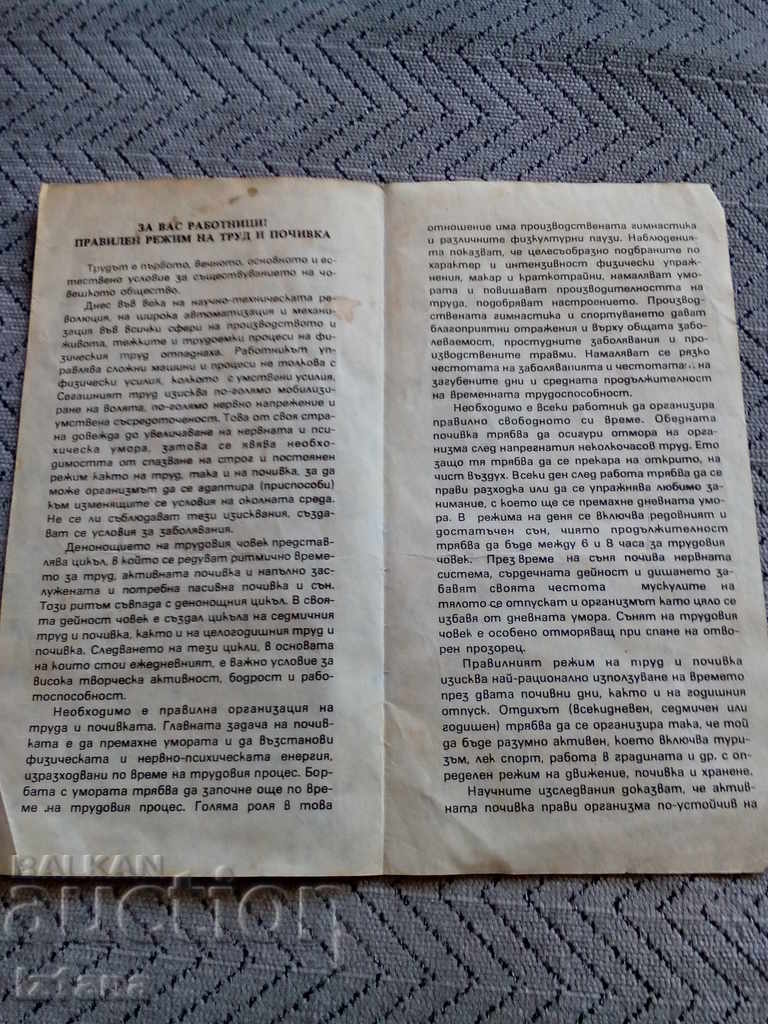 ЗА ВАС РАБОТНИЦИ!
ПРАВИЛЕН РЕЖИМ НА ТРУД И ПОЧИВКА
Трудът е първото, вечното, основното и ес-
тествено условие за съществуването на чо-
вешкото общество.
Днес във века на научно-техническата ре-
волюция, на широка автоматизация и механи-
зация във всички сфери на производството и
живота, тежките и трудоемки процеси на фи-
зическия труд отпаднаха. Работникът уп-
равлява сложни машини и процеси не толкова с
физически усилия, колкото с умствени усилия.
Сегашният труд изисква по-голямо мобилизи-
ране на волята, по-голямо нервно напрежение и
умствена съсредоточеност. Това от своя стра-
на довежда до увеличаване на нервната и пси-
хическа умора, затова се явява необхо-
димостта от спазване на строг и постоянен
режим както на труд, така и на почивка, за да
може организмът да се адаптира (приспособи)
към изменящите се условия на околната среда.
Не се ли съблюдават тези изисквания, създа-
ват се условия за заболявания.
Денонощието на трудовия човек представ-
лява цикъл, в който се редуват ритмично време-
то за труд, активната почивка и напълно зас-
лужената и потребна пасивна почивка и сън.
Този ритъм съвпада с денонощния цикъл. В своя-
та дейност човек е създал цикъла на седмичния
труд и почивка, както и на целогодишния труд и
почивка. Следването на тези цикли, в основата
на които стои ежедневният, е важно условие за
висока творческа активност, бодрост и рабо-
тоспособност.
Необходимо е правилна организация на
труда и почивката. Главната задача на почив-
ката е да премахне умората и да възстанови
физическата и нервно-психическата енергия,
изразходвани по време на трудовия процес. Бор-
бата с умората трябва да започне още по вре-
ме на трудовия процес. Голяма роля в това
отношение има производствената гимнастика
и различните физкултурни паузи. Наблюдения-
та показват, че целесъобразно подбраните по
характер и интензивност физически упраж-
нения, макар и краткотрайни, намаляват умо-
рата и повишават производителността на
труда, подобряват настроението. Производ-
ствената гимнастика и спортуването дават
благоприятни отражения и върху общата забо-
леваемост, простудните заболявания и про-
изводствените травми. Намаляват се рязко
честотата на заболяванията и честотата на
загубените дни и средната продължителност
на временната трудоспособност.
Необходимо е всеки работник да организира
правилно свободното си време. Обедната
почивка трябва да осигури отмора на орга-
низма след напрегнатия неколкочасов труд. Ето
защо тя трябва да се прекара на открито, на
чист въздух. Всеки ден след работа трябва да се
прави разходка или да се упражнява любимо за-
нимание, с което ще се премахне дневната умо-
ра. В режима на деня се включва редовният и
достатъчен сън, чиято продължителност
трябва да бъде между 6 и 8 часа за трудовия
човек. През време на съня почива нервната
система, сърдечната дейност и дишането за-
бавят своята честота мускулите на
тялото се отпускат и организмът като цяло се
избавя от дневната умора. Сънят на трудовия
човек е особено отморяващ при спане на отво-
рен прозорец.
Правилният режим на труд и почивка
изисква най-рационално използуване на времето
през двата почивни дни, както и на годишния
отпуск. Отдихът (всекидневен, седмичен или
годишен) трябва да се организира така, че той
да бъде разумно активен, което включва тури-
зъм, лек спорт, работа в градината и др. с оп-
ределен режим на движение, почивка и хранене.
Научните изследвания доказват, че актив-
ната почивка прави организма по-устойчив на
BALKAN
auction
iz1ana